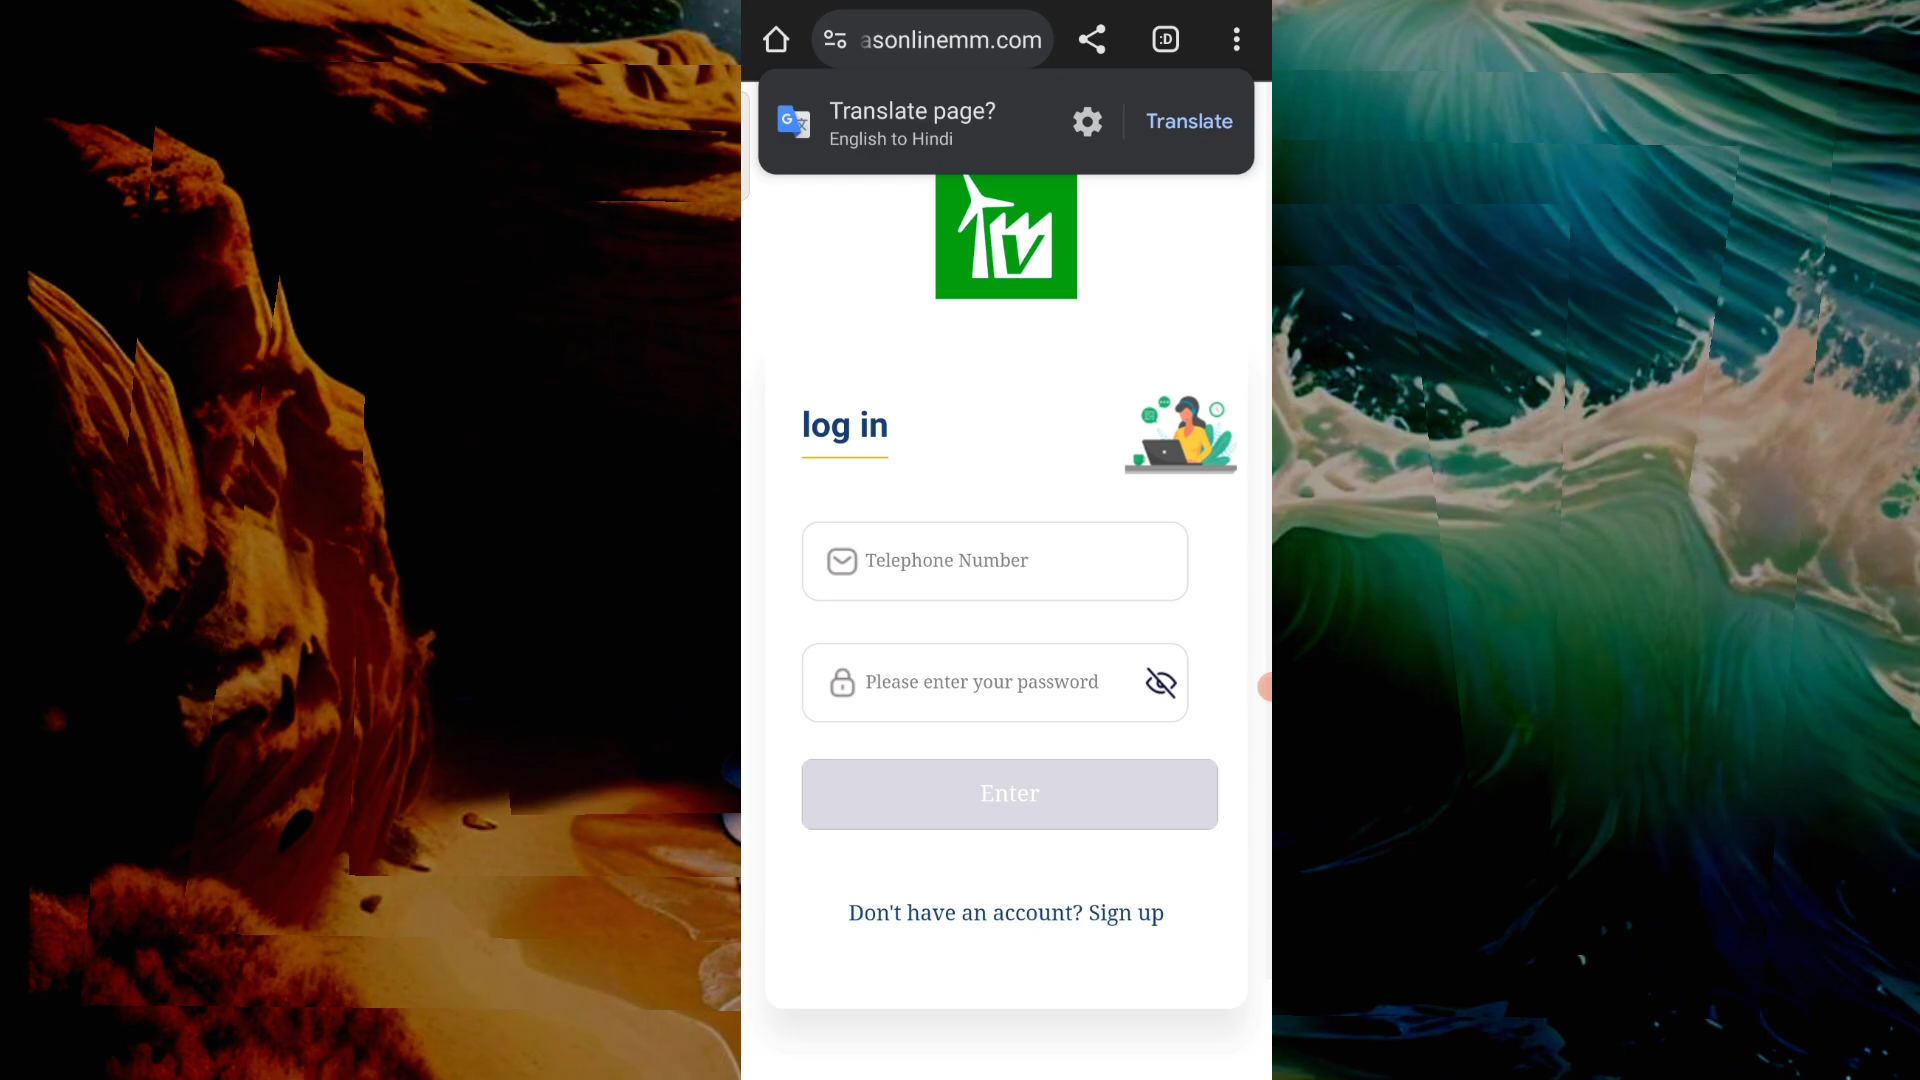 asonlinemm.com
:D
Translate page?
English to Hindi
Translate
V
log in
Telephone Number
Please enter your password
Enter
Don't have an account? Sign up